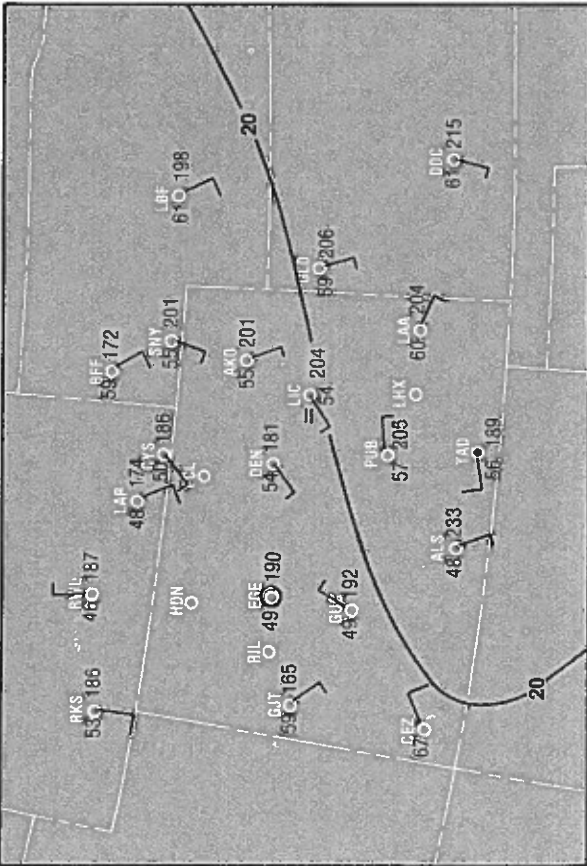 RKS
53 186
RWL
46 187
BFF
59 172
LAR
48 174
CYS
50 186
SNY
55 201
LBF
61 198
HDN
AKO
55 201
20
RIL
EGE
49 190
DEN
54 181
GJT
59 165
LIC 204
54
59 206
GUC
49 192
PUB
57
LHX
LAA
60 204
DDC
61 215
CEZ
67
ALS
48 233
TAD
56 189
20